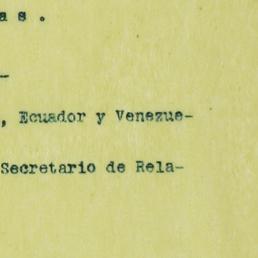 a s .
—
, Ecuador y Venezue-
Secretario de Rela-